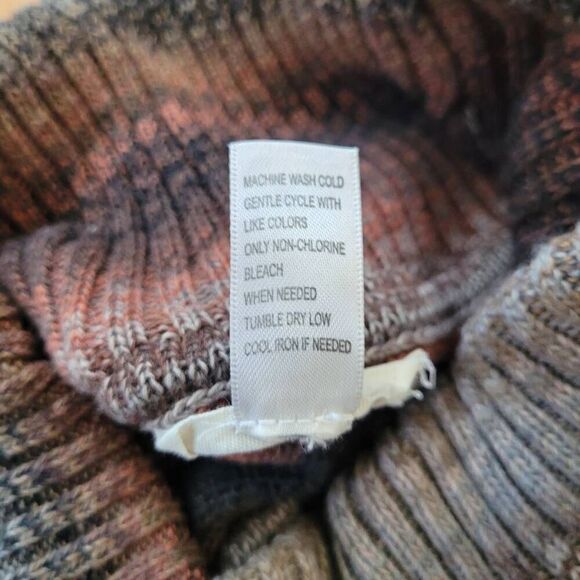 MACHINE WASH COLD
GENTLE CYCLE WITH
LIKE COLORS
ONLY NON-CHLORINE
BLEACH
WHEN NEEDED
TUMBLE DRY LOW
COOL IRON IF NEEDED